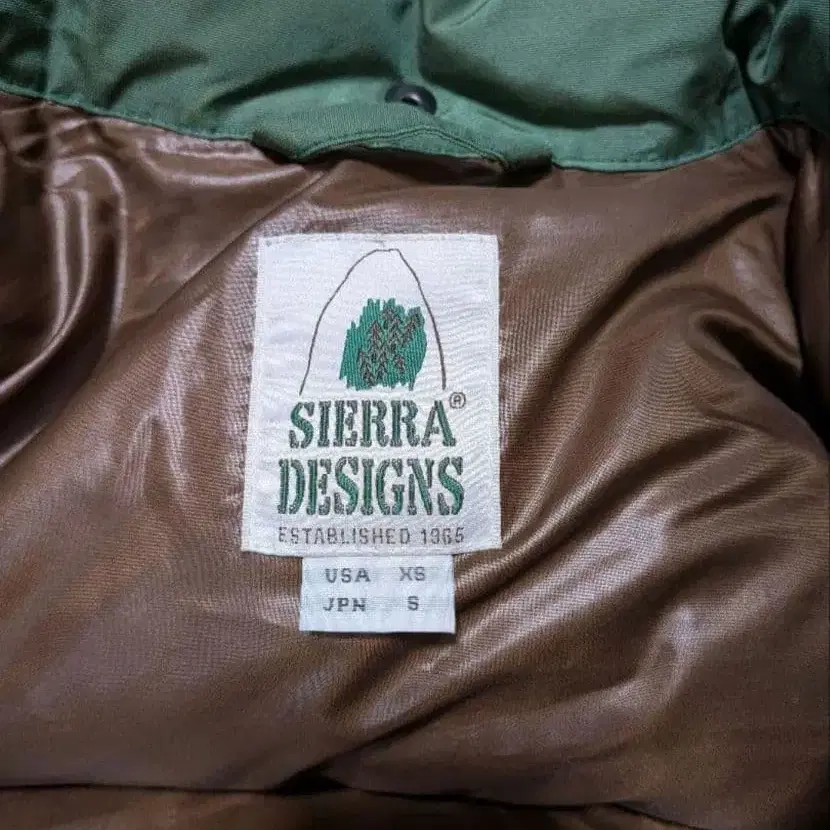 SIERRA®
DESIGNS
ESTABLISHED 1965
USA XS
JPN S